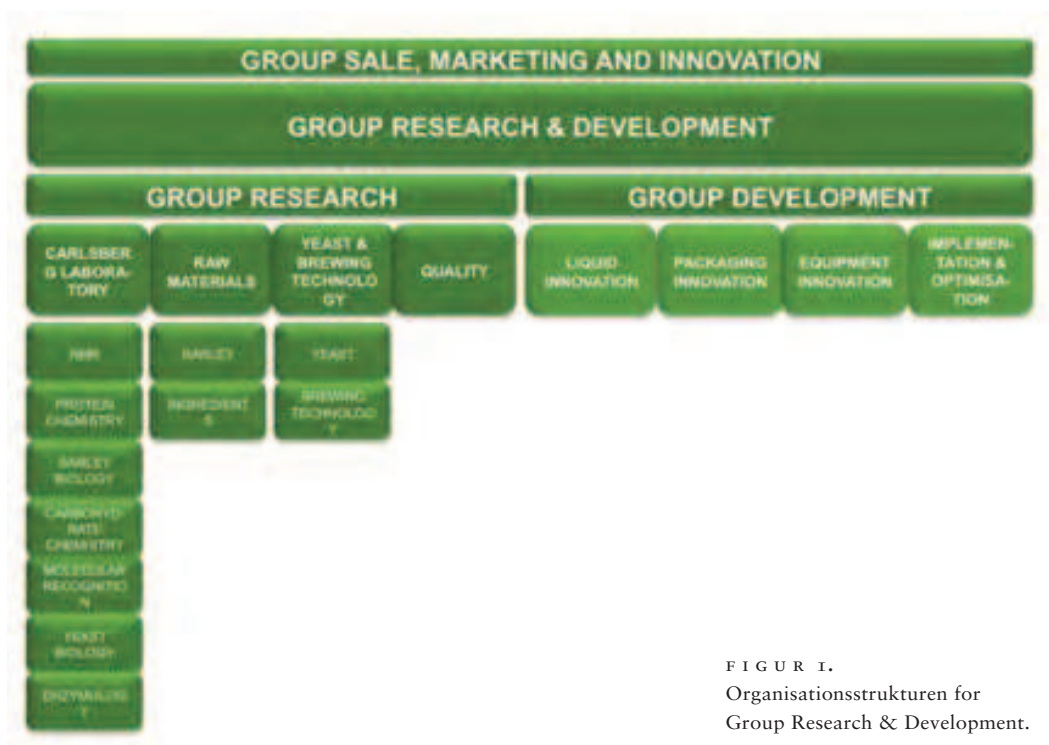 GROUP SALE, MARKETING AND INNOVATION
GROUP RESEARCH & DEVELOPMENT
GROUP RESEARCH
GROUP DEVELOPMENT
CARLSBER
G LABORA-
TORY
RAW
MATERIALS
YEAST &
BREWING
TECHNOLO
GY
QUALITY
LIQUID
INNOVATION
PACKAGING
INNOVATION
EQUIPMENT
INNOVATION
IMPLEMEN-
TATION &
OPTIMISA-
TION
NMR
PROTEIN
CHEMISTRY
BARLEY
BIOLOGY
CARBOHYD
RATE
CHEMISTRY
MOLECULAR
RECOGNITIO
N
YEAST
BIOLOGY
ENZYMOLOG
Y
BARLEY
INGREDIENT
S
YEAST
BREWING
TECHNOLOG
Y
FIGUR 1.
Organisationsstrukturen for
Group Research & Development.